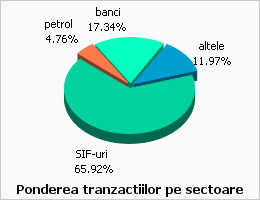 banci
17.34%
petrol
4.76%
altele
11.97%
SIF-uri
65.92%
Ponderea tranzactiilor pe sectoare